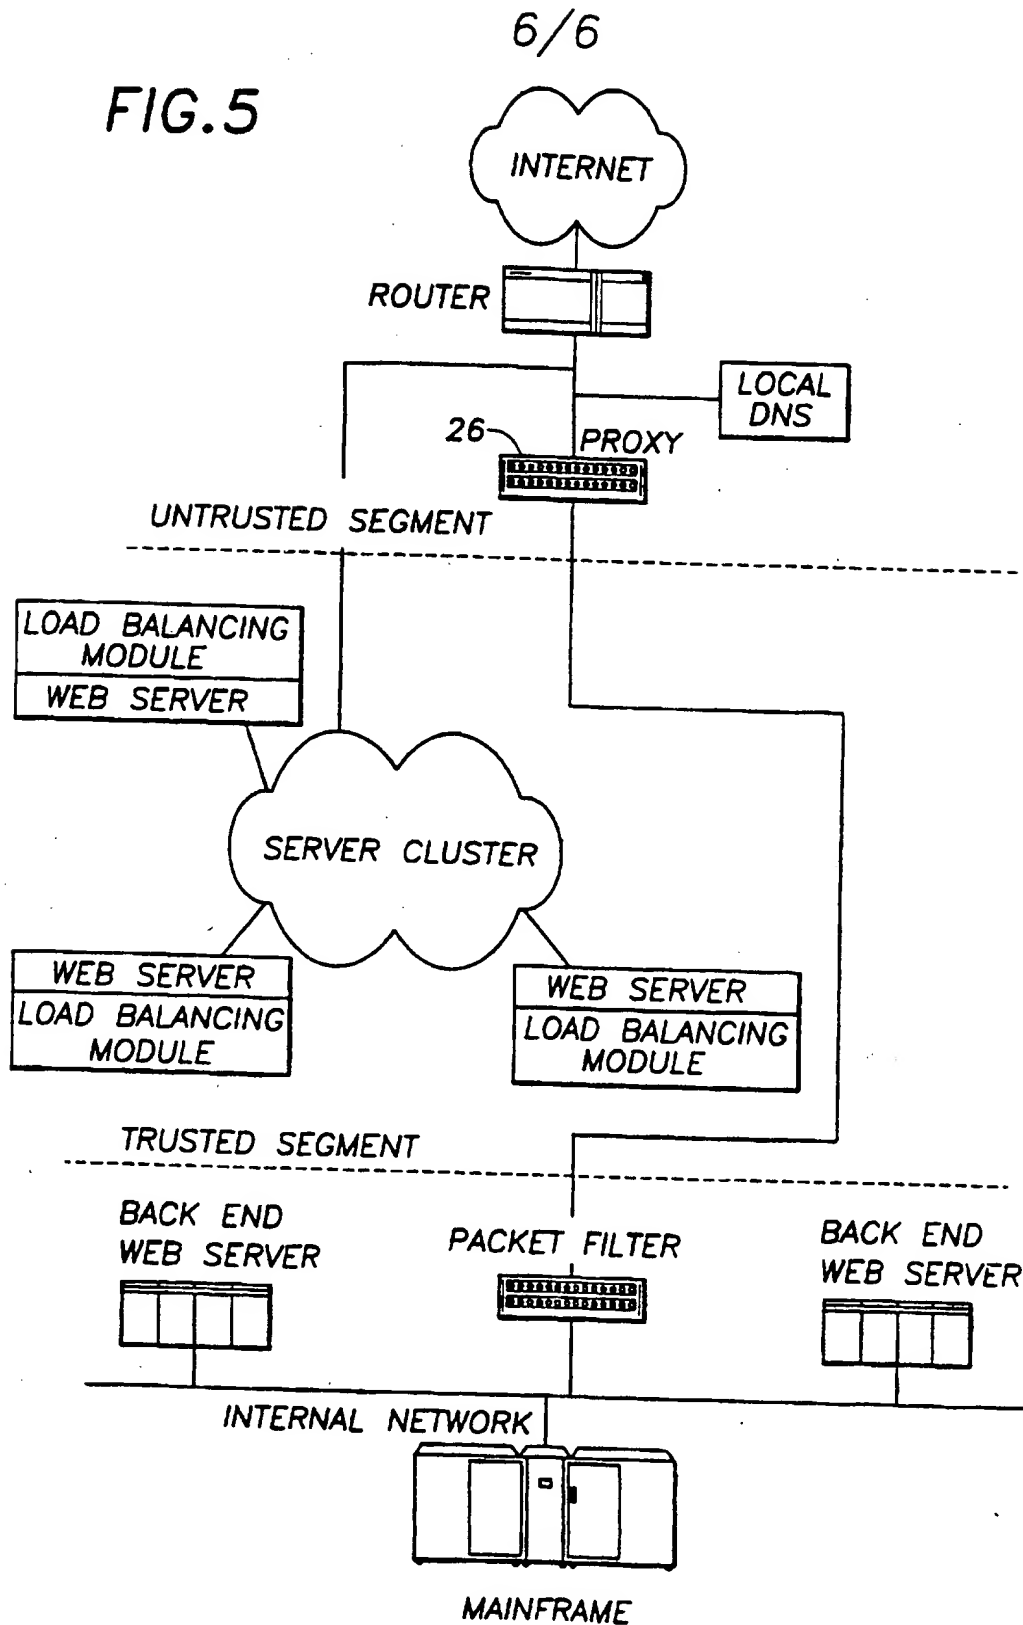 6/6
FIG.5
INTERNET
ROUTER
LOCAL
DNS
26
PROXY
UNTRUSTED SEGMENT
LOAD BALANCING
MODULE
WEB SERVER
SERVER CLUSTER
WEB SERVER
LOAD BALANCING
MODULE
WEB SERVER
LOAD BALANCING
MODULE
TRUSTED SEGMENT
BACK END
WEB SERVER
PACKET FILTER
BACK END
WEB SERVER
INTERNAL NETWORK
MAINFRAME